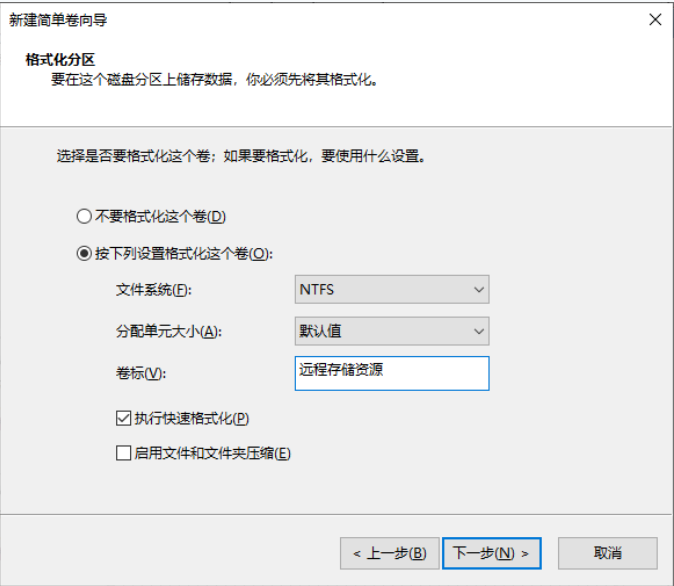 新建简单卷向导
格式化分区
要在这个磁盘分区上储存数据，你必须先将其格式化。
选择是否要格式化这个卷；如果要格式化，要使用什么设置。
不要格式化这个卷(D)
按下列设置格式化这个卷(O):
文件系统(F): NTFS
分配单元大小(A): 默认值
卷标(V): 远程存储资源
执行快速格式化(P)
启用文件和文件夹压缩(E)
< 上一步(B) 下一步(N) > 取消